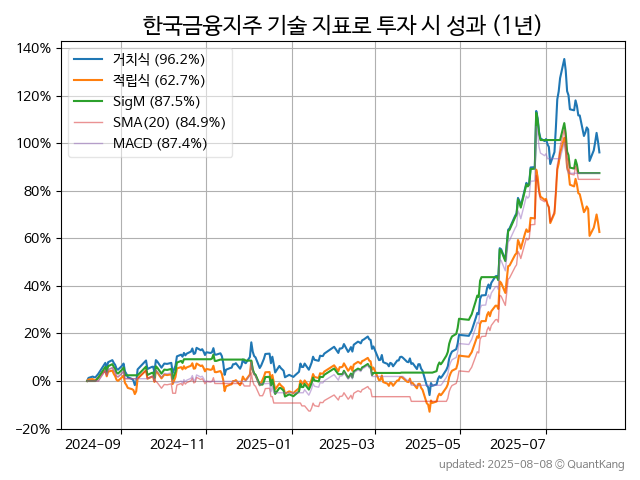 한국금융지주 기술 지표로 투자 시 성과 (1년)
140%
120%
100%
80%
60%
40%
20%
0%
−20%
거치식 (96.2%)
적립식 (62.7%)
SigM (87.5%)
SMA(20) (84.9%)
MACD (87.4%)
2024-09
2024-11
2025-01
2025-03
2025-05
2025-07
updated: 2025-08-08 © QuantKang